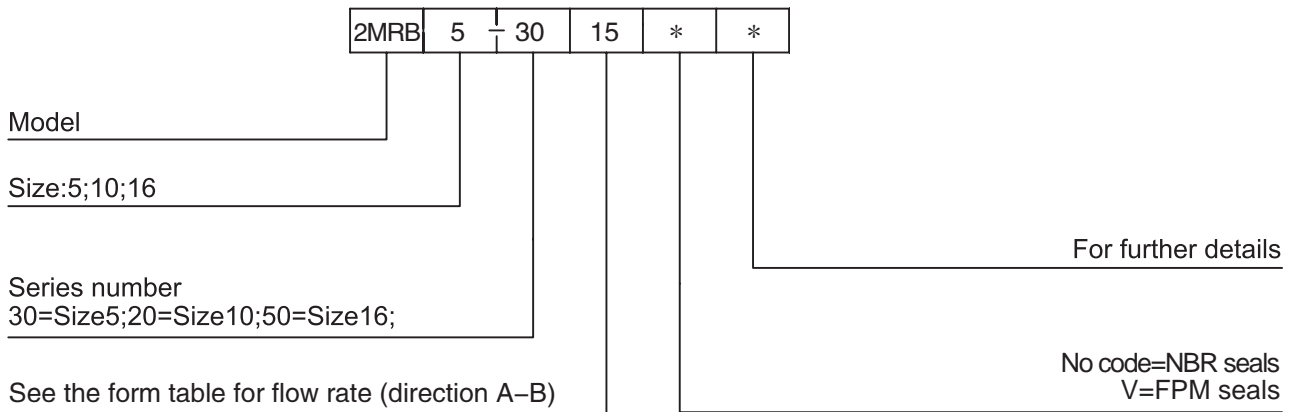 2MRB 5 – 30 15 * *
Model
Size:5;10;16
For further details
Series number
30=Size5;20=Size10;50=Size16;
No code=NBR seals
V=FPM seals
See the form table for flow rate (direction A–B)